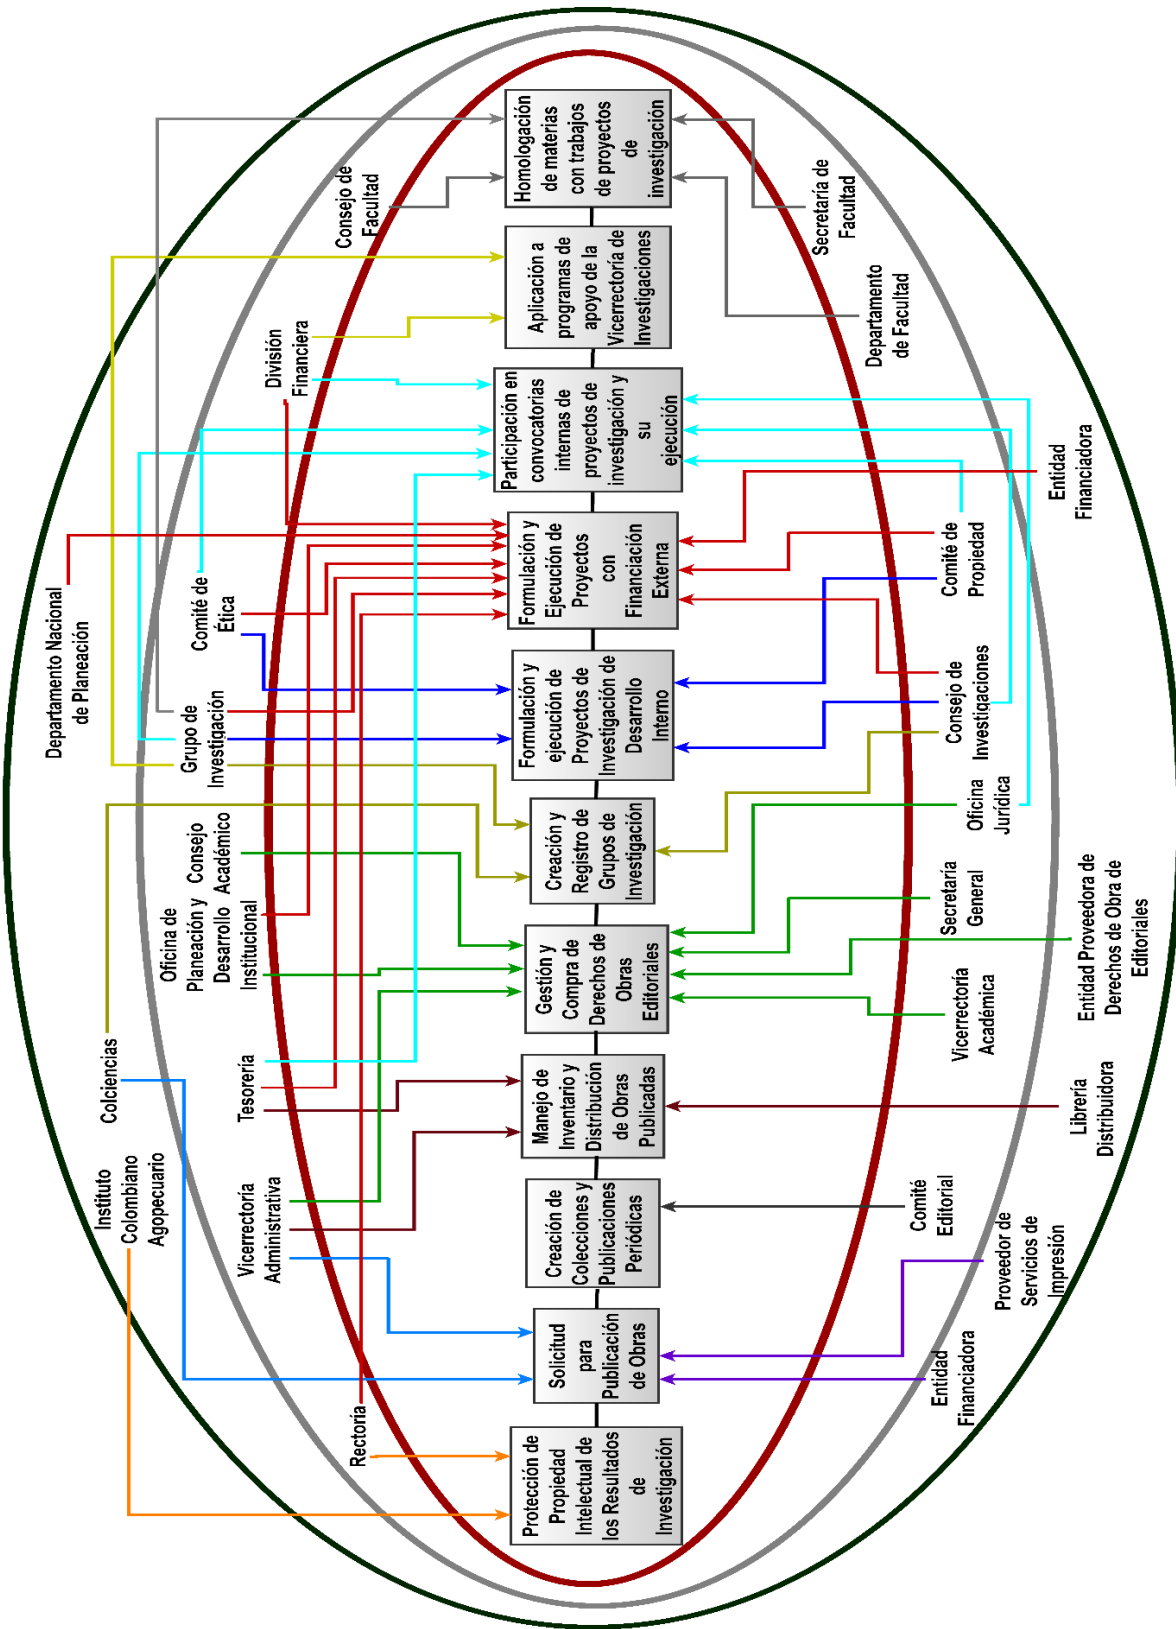 Departamento Nacional
de Planeación
Instituto
Colombiano
Agopecuario
Colciencias
Oficina de
Planeación y
Desarrollo
Institucional
Consejo
Académico
Grupo de
Investigación
Comité de
Ética
Vicerrectoría
Administrativa
Tesorería
División
Financiera
Rectoría
Consejo de
Facultad
Protección de
Propiedad
Intelectual de
los Resultados
de
Investigación
Solicitud
para
Publicación
de Obras
Creación de
Colecciones y
Publicaciones
Periódicas
Manejo de
Inventario y
Distribución
de Obras
Publicadas
Gestión y
Compra de
Derechos de
Obras
Editoriales
Creación y
Registro de
Grupos de
Investigación
Formulación y
ejecución de
Proyectos de
Investigación de
Desarrollo
Interno
Formulación y
Ejecución de
Proyectos
con
Financiación
Externa
Participación en
convocatorias
internas de
proyectos de
investigación y
su
ejecución
Aplicación a
programas de
apoyo de la
Vicerrectoría de
Investigaciones
Homologación
de materias
con trabajos
de proyectos
de
investigación
Secretaría de
Facultad
Departamento
de Facultad
Entidad
Financiadora
Proveedor de
Servicios de
Impresión
Comité
Editorial
Librería
Distribuidora
Vicerrectoría
Académica
Entidad Proveedora de
Derechos de Obra de
Editoriales
Secretaría
General
Oficina
Jurídica
Consejo de
Investigaciones
Comité de
Propiedad
Entidad
Financiadora